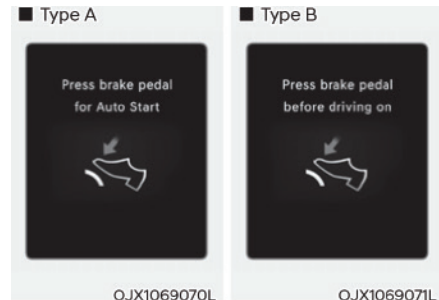 ■ Type A
Press brake pedal
for Auto Start
OJX1069070L
■ Type B
Press brake pedal
before driving on
OJX1069071L